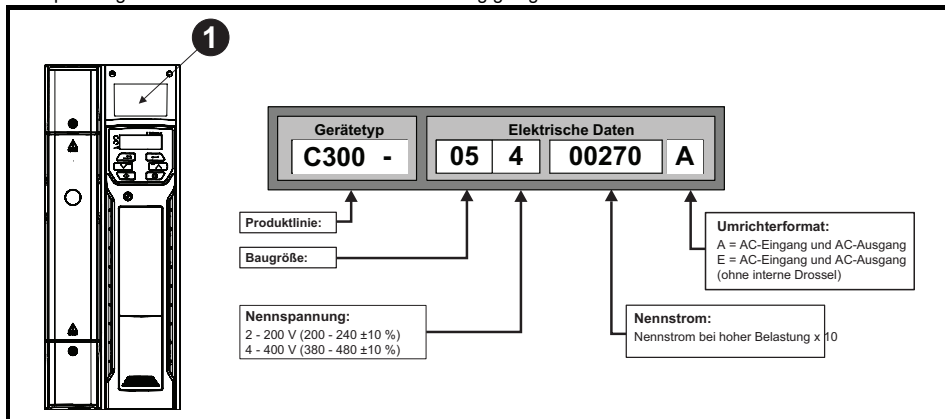 1
Gerätetyp
Elektrische Daten
C300 -
05 4 00270 A
Produktlinie:
Baugröße:
Umrichterformat:
A = AC-Eingang und AC-Ausgang
E = AC-Eingang und AC-Ausgang
(ohne interne Drossel)
Nennspannung:
2 - 200 V (200 - 240 ±10 %)
4 - 400 V (380 - 480 ±10 %)
Nennstrom:
Nennstrom bei hoher Belastung x 10